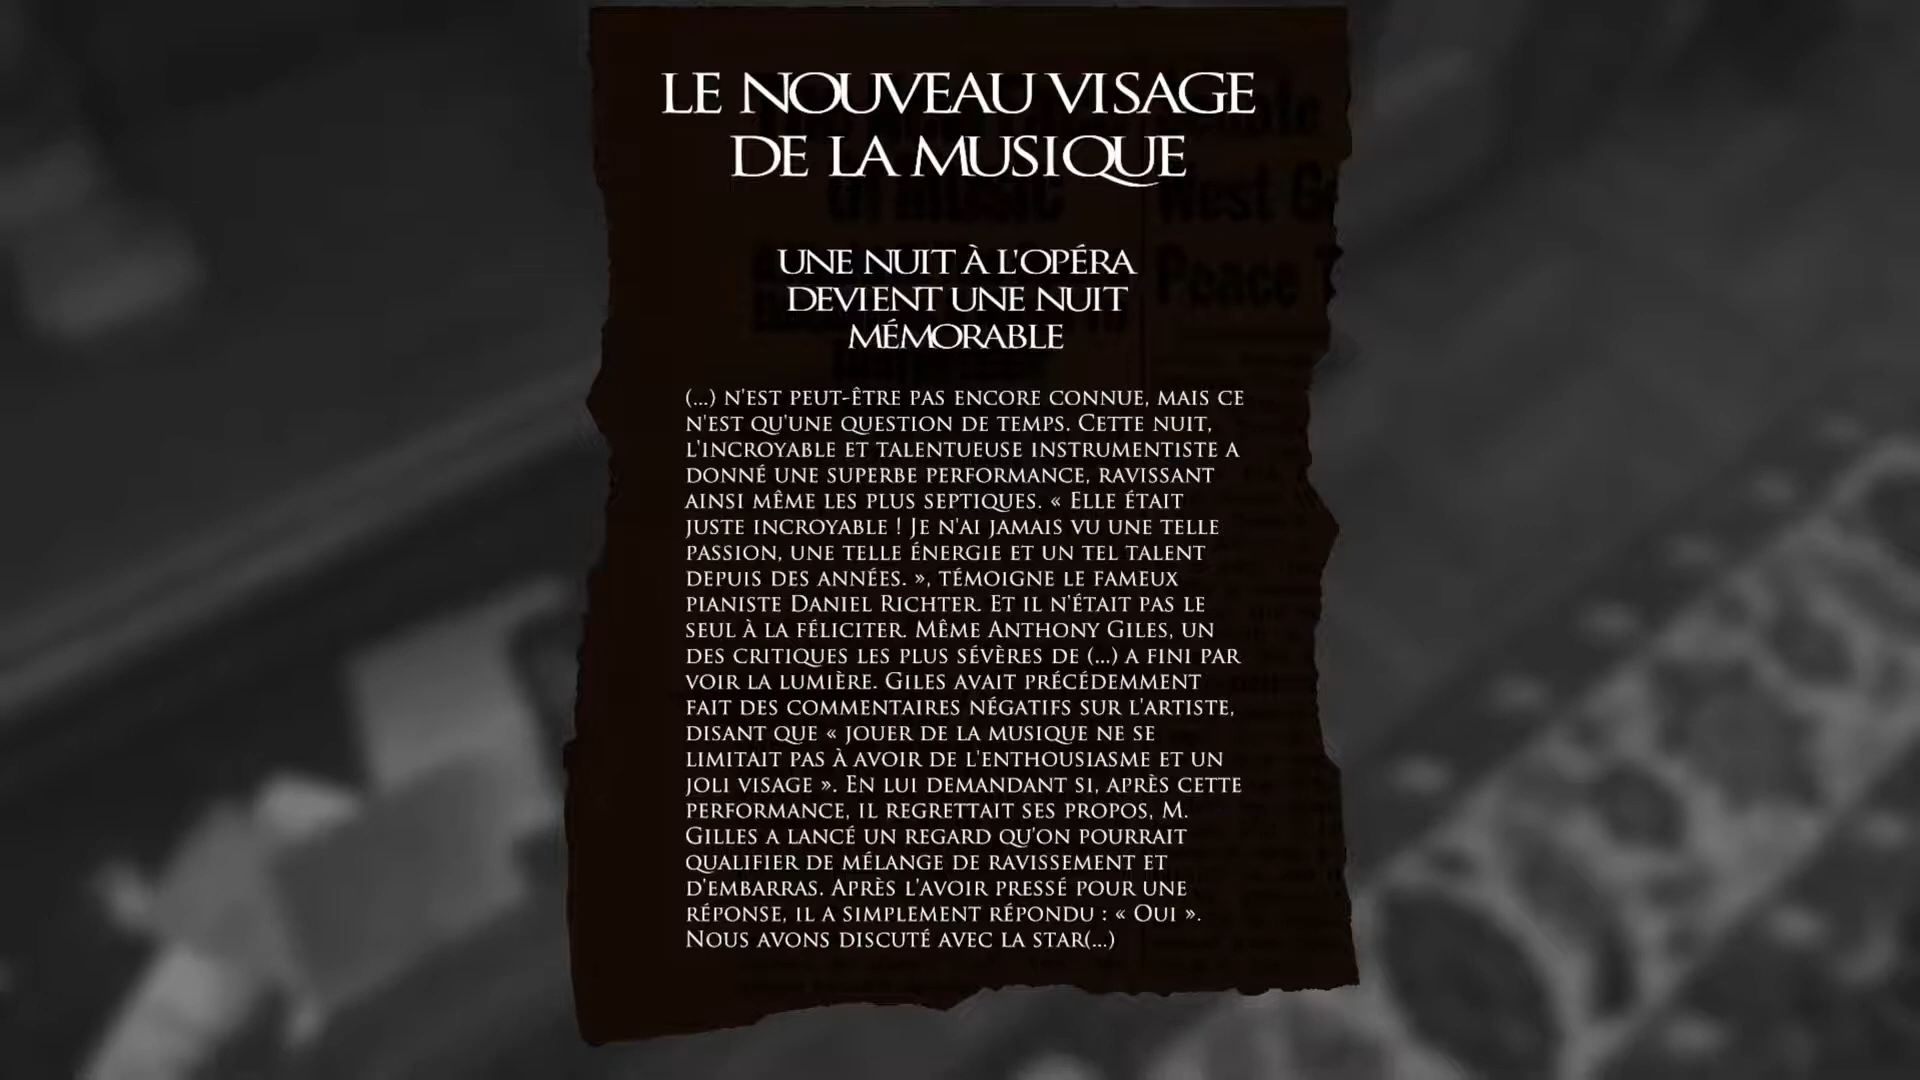 LE NOUVEAU VISAGE
DE LA MUSIQUE
UNE NUIT À L'OPÉRA
DEVIENT UNE NUIT
MÉMORABLE
(...) N'EST PEUT-ÊTRE PAS ENCORE CONNUE, MAIS CE
N'EST QU'UNE QUESTION DE TEMPS. CETTE NUIT,
L'INCROYABLE ET TALENTUEUSE INSTRUMENTISTE A
DONNÉ UNE SUPERBE PERFORMANCE, RAVISSANT
AINSI MÊME LES PLUS SEPTIQUES. « ELLE ÉTAIT
JUSTE INCROYABLE ! JE N'AI JAMAIS VU UNE TELLE
PASSION, UNE TELLE ÉNERGIE ET UN TEL TALENT
DEPUIS DES ANNÉES. », TÉMOIGNE LE FAMEUX
PIANISTE DANIEL RICHTER. ET IL N'ÉTAIT PAS LE
SEUL À LA FÉLICITER. MÊME ANTHONY GILES, UN
DES CRITIQUES LES PLUS SÉVÈRES DE (...) A FINI PAR
VOIR LA LUMIÈRE. GILES AVAIT PRÉCÉDEMMENT
FAIT DES COMMENTAIRES NÉGATIFS SUR L'ARTISTE,
DISANT QUE « JOUER DE LA MUSIQUE NE SE
LIMITAIT PAS À AVOIR DE L'ENTHOUSIASME ET UN
JOLI VISAGE ». EN LUI DEMANDANT SI, APRÈS CETTE
PERFORMANCE, IL REGRETTAIT SES PROPOS, M.
GILLES A LANCÉ UN REGARD QU'ON POURRAIT
QUALIFIER DE MÉLANGE DE RAVISSEMENT ET
D'EMBARRAS. APRÈS L'AVOIR PRESSÉ POUR UNE
RÉPONSE, IL A SIMPLEMENT RÉPONDU : « OUI ».
NOUS AVONS DISCUTÉ AVEC LA STAR(...)
of MUSIC
Rest
Peace